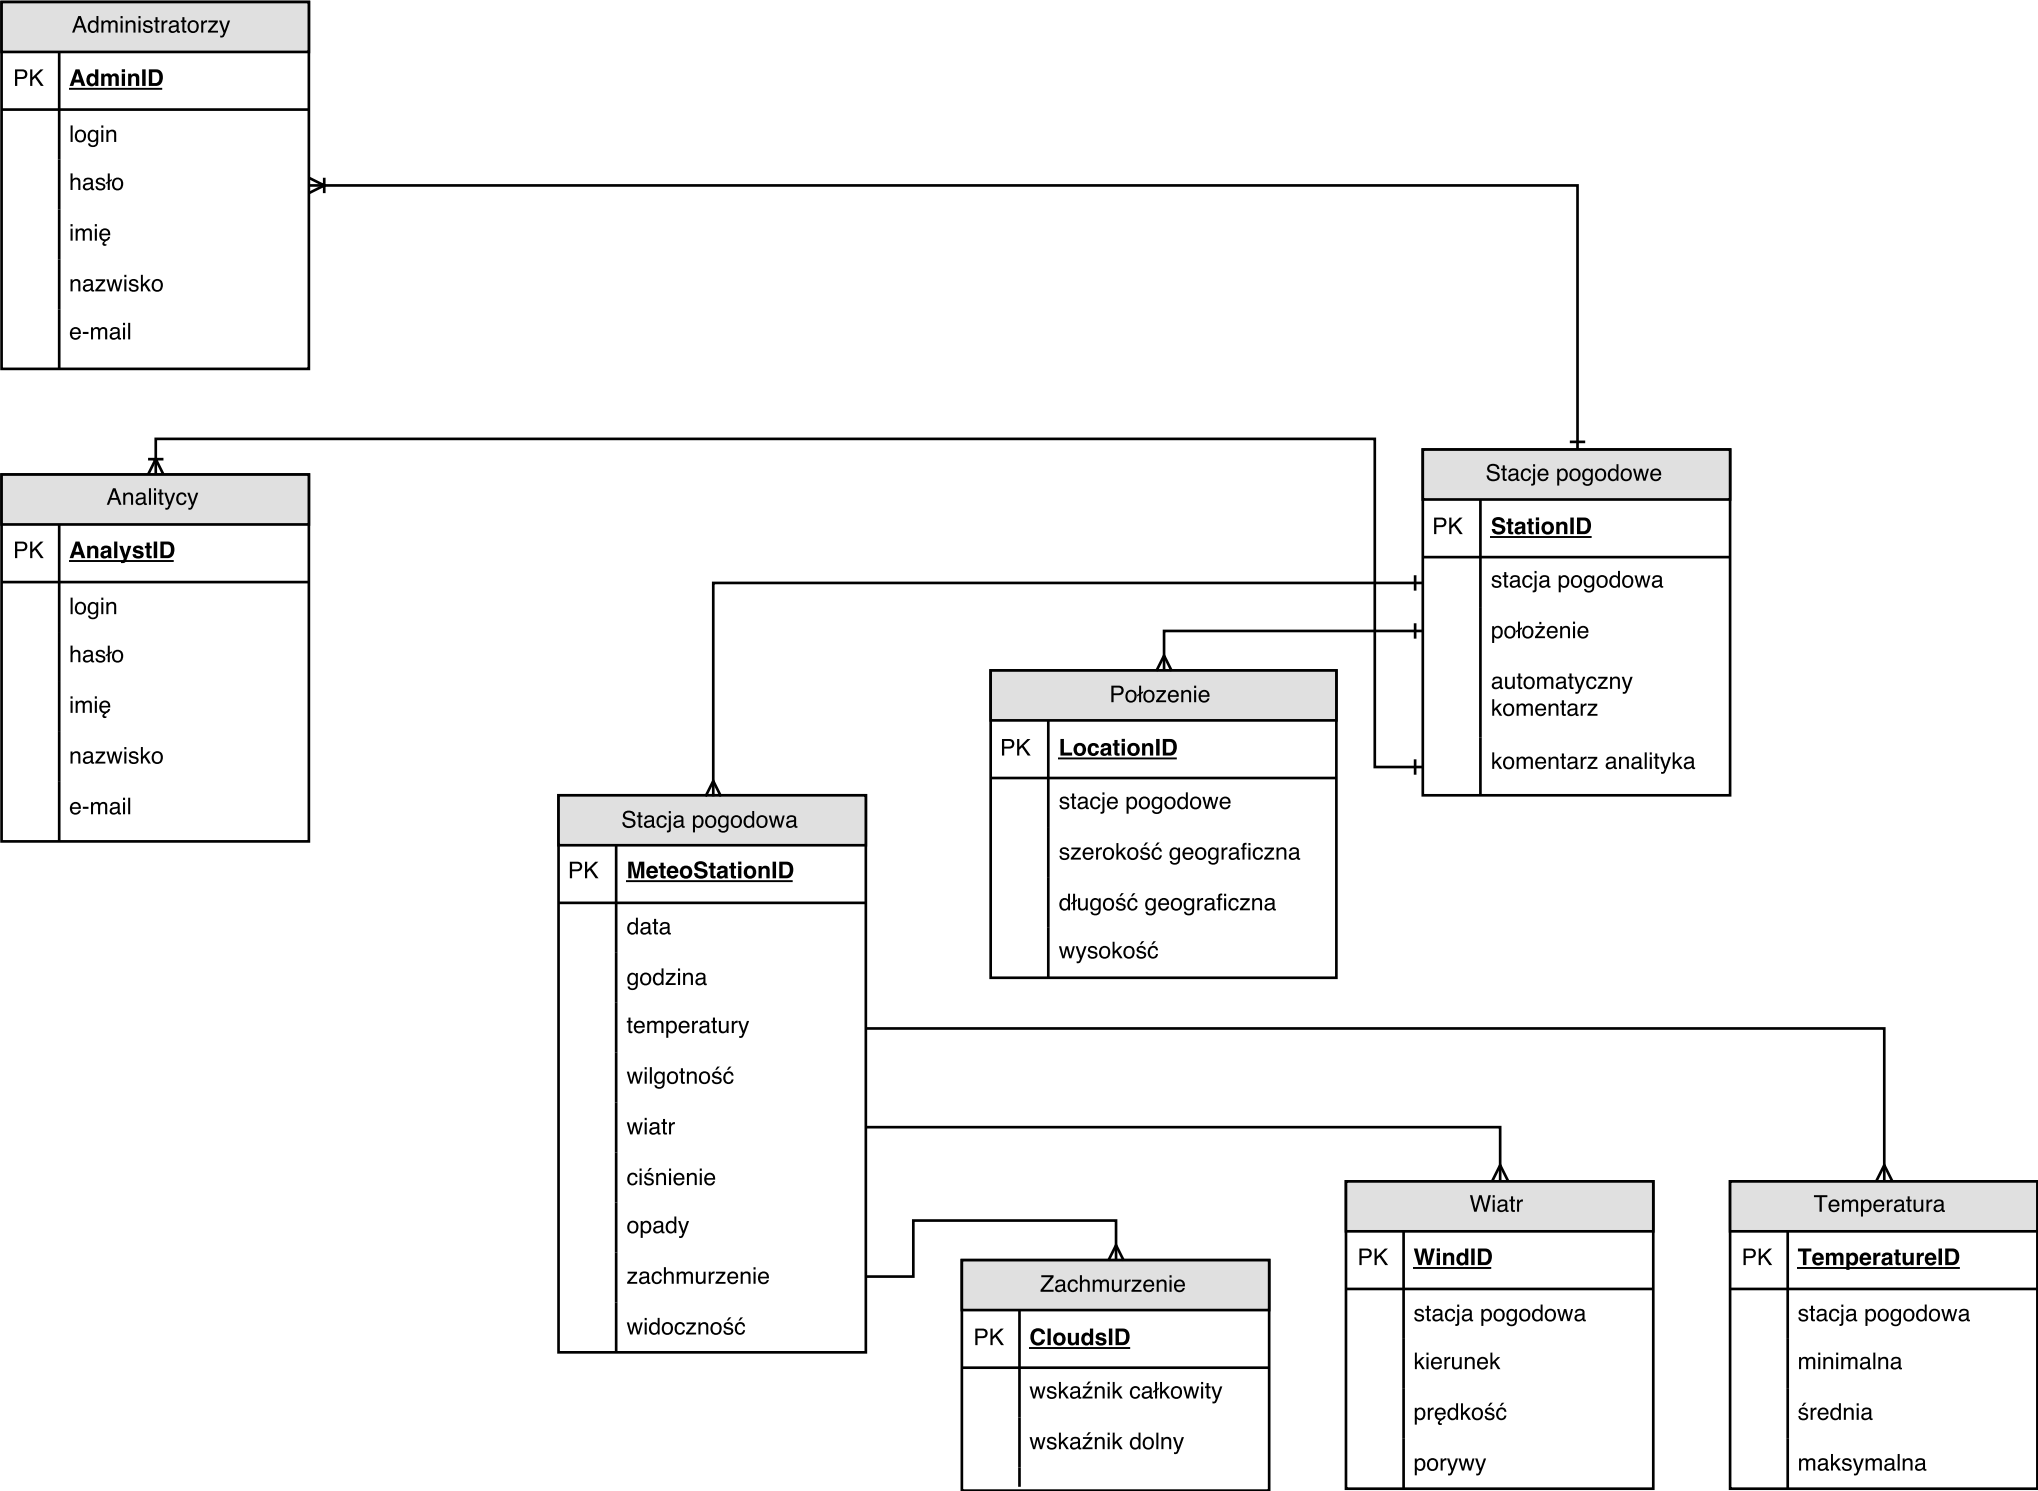 Administratorzy
PK AdminID
login
hasło
imię
nazwisko
e-mail
Analitycy
PK AnalystID
login
hasło
imię
nazwisko
e-mail
Stacje pogodowe
PK StationID
stacja pogodowa
położenie
automatyczny
komentarz
komentarz analityka
Połozenie
PK LocationID
stacje pogodowe
szerokość geograficzna
długość geograficzna
wysokość
Stacja pogodowa
PK MeteoStationID
data
godzina
temperatury
wilgotność
wiatr
ciśnienie
opady
zachmurzenie
widoczność
Zachmurzenie
PK CloudsID
wskaźnik całkowity
wskaźnik dolny
Wiatr
PK WindID
stacja pogodowa
kierunek
prędkość
porywy
Temperatura
PK TemperatureID
stacja pogodowa
minimalna
średnia
maksymalna